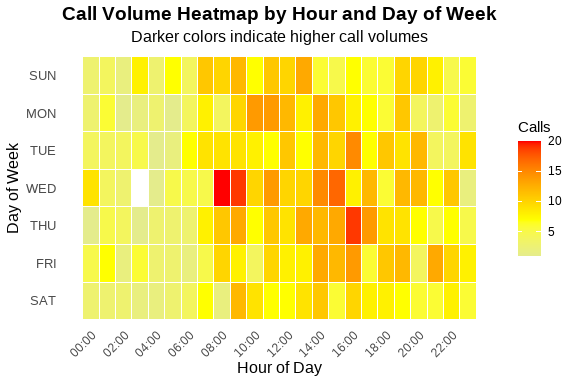 Call Volume Heatmap by Hour and Day of Week
Darker colors indicate higher call volumes
Day of Week
SUN
MON
TUE
WED
THU
FRI
SAT
00:00 02:00 04:00 06:00 08:00 10:00 12:00 14:00 16:00 18:00 20:00 22:00
Hour of Day
Calls
20
15
10
5